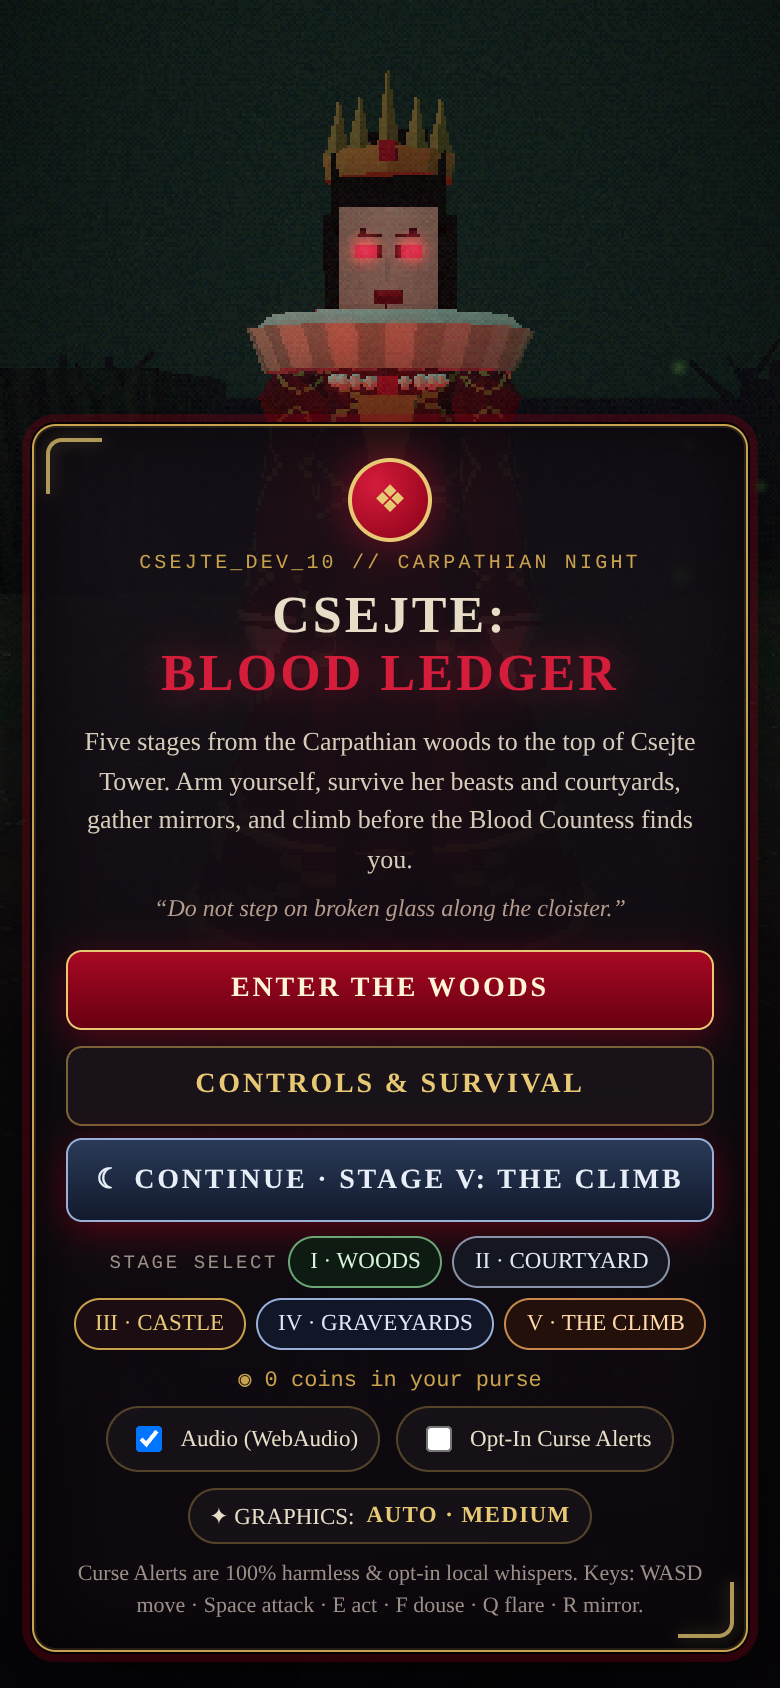 CSEJTE_DEV_10 // CARPATHIAN NIGHT
CSEJTE:
BLOOD LEDGER
Five stages from the Carpathian woods to the top of Csejte
Tower. Arm yourself, survive her beasts and courtyards,
gather mirrors, and climb before the Blood Countess finds
you.
“Do not step on broken glass along the cloister.”
ENTER THE WOODS
CONTROLS & SURVIVAL
☾ CONTINUE · STAGE V: THE CLIMB
STAGE SELECT I · WOODS II · COURTYARD
III · CASTLE IV · GRAVEYARDS V · THE CLIMB
◉ 0 coins in your purse
Audio (WebAudio) Opt-In Curse Alerts
✦ GRAPHICS: AUTO · MEDIUM
Curse Alerts are 100% harmless & opt-in local whispers. Keys: WASD
move · Space attack · E act · F douse · Q flare · R mirror.